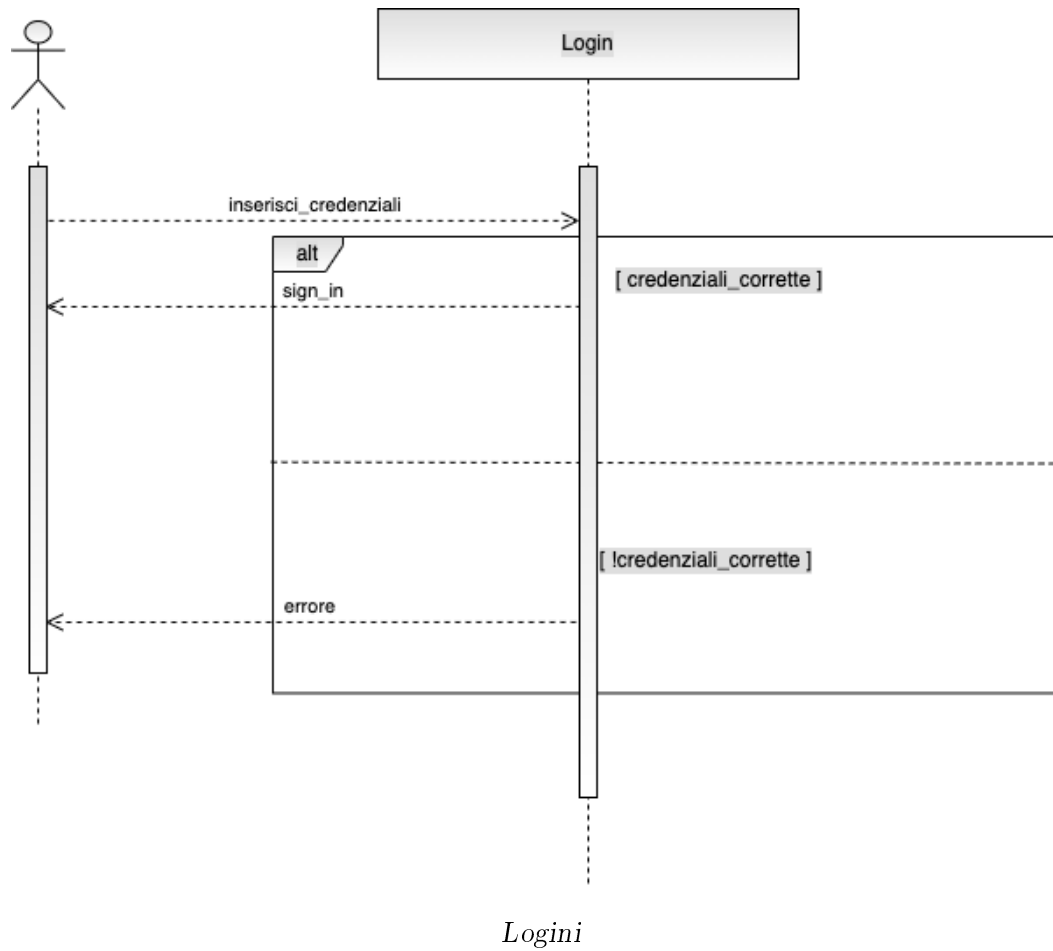 Login
inserisci_credenziali
alt
[ credenziali_corrette ]
sign_in
[ !credenziali_corrette ]
errore
Logini